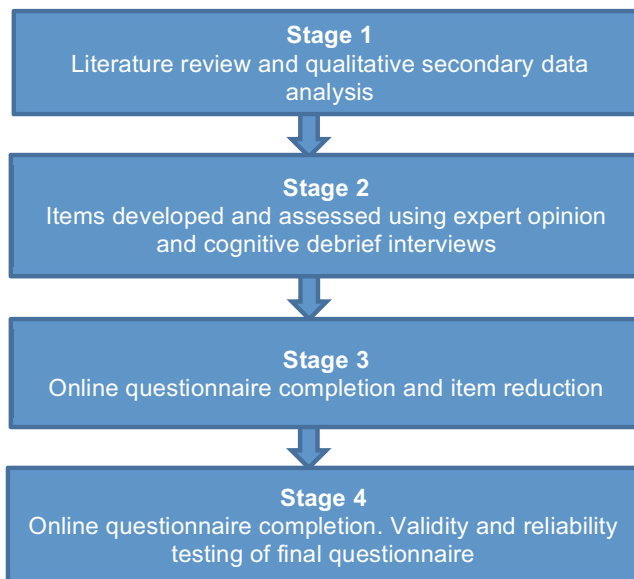 Stage 1
Literature review and qualitative secondary data
analysis
Stage 2
Items developed and assessed using expert opinion
and cognitive debrief interviews
Stage 3
Online questionnaire completion and item reduction
Stage 4
Online questionnaire completion. Validity and reliability
testing of final questionnaire